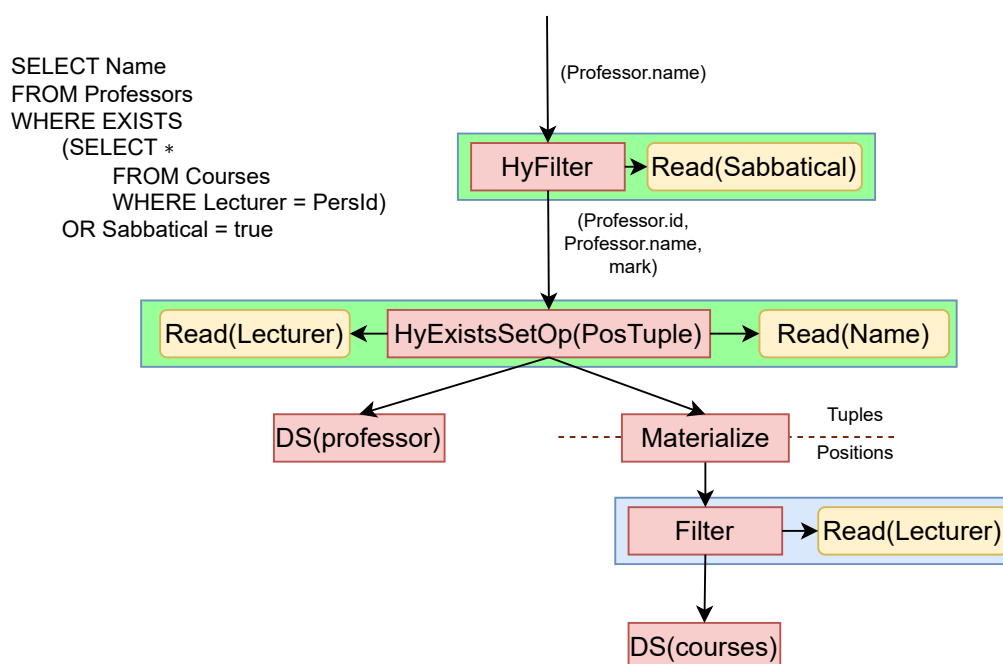 SELECT Name
FROM Professors
WHERE EXISTS
(SELECT *
FROM Courses
WHERE Lecturer = PersId)
OR Sabbatical = true
(Professor.name)
HyFilter
Read(Sabbatical)
(Professor.id,
Professor.name,
mark)
Read(Lecturer)
HyExistsSetOp(PosTuple)
Read(Name)
DS(professor)
Materialize
Tuples
Positions
Filter
Read(Lecturer)
DS(courses)